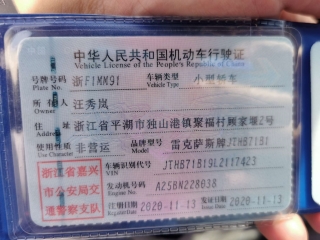 中华人民共和国机动车行驶证
Vehicle License of the People's Republic of China
号牌号码 浙F1MM91 车辆类型 小型轿车
Plate No. Vehicle Type
所有人 汪秀岚
Owner
住址 浙江省平湖市独山港镇聚福村顾家堰2号
Address
使用性质 非营运 品牌型号 雷克萨斯牌JTHB71B1
Use Character Model
浙江省嘉兴 车辆识别代号 JTHB71B19L2117423
VIN
市公安局交 发动机号码 A25BN228038
Engine No.
通警察支队 注册日期 2020-11-13 发证日期 2020-11-13
Register Date Issue Date